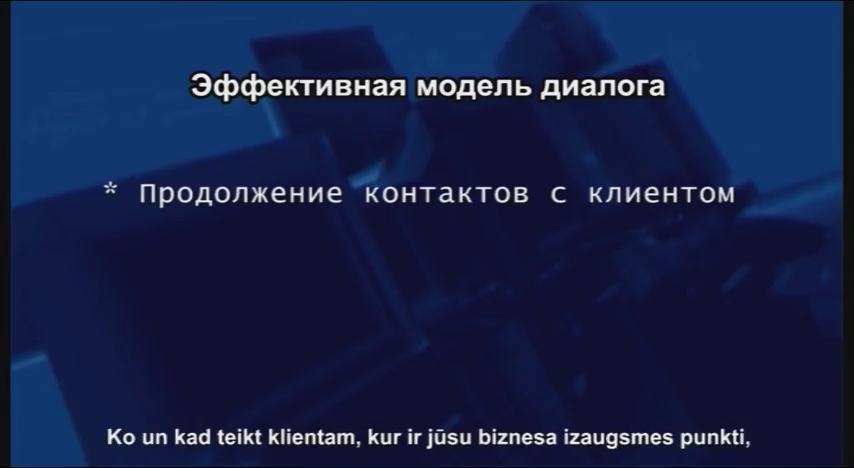 Эффективная модель диалога
* Продолжение контактов с клиентом
Ko un kad teikt klientam, kur ir jūsu biznesa izaugsmes punkti,